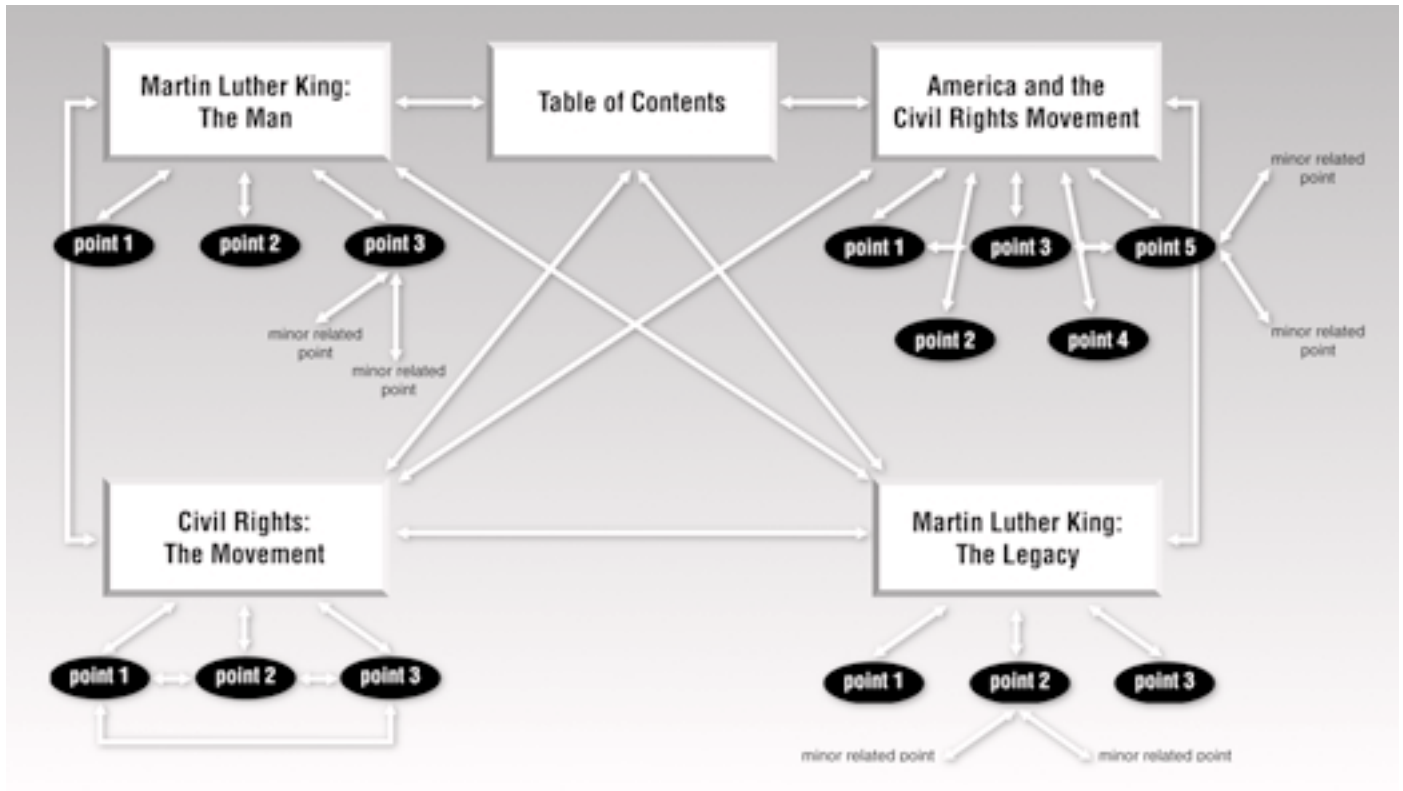 Martin Luther King:
The Man
Table of Contents
America and the
Civil Rights Movement
minor related
point
point 1
point 2
point 3
point 1
point 3
point 5
minor related
point
minor related
point
point 2
point 4
minor related
point
Civil Rights:
The Movement
Martin Luther King:
The Legacy
point 1
point 2
point 3
point 1
point 2
point 3
minor related point
minor related point